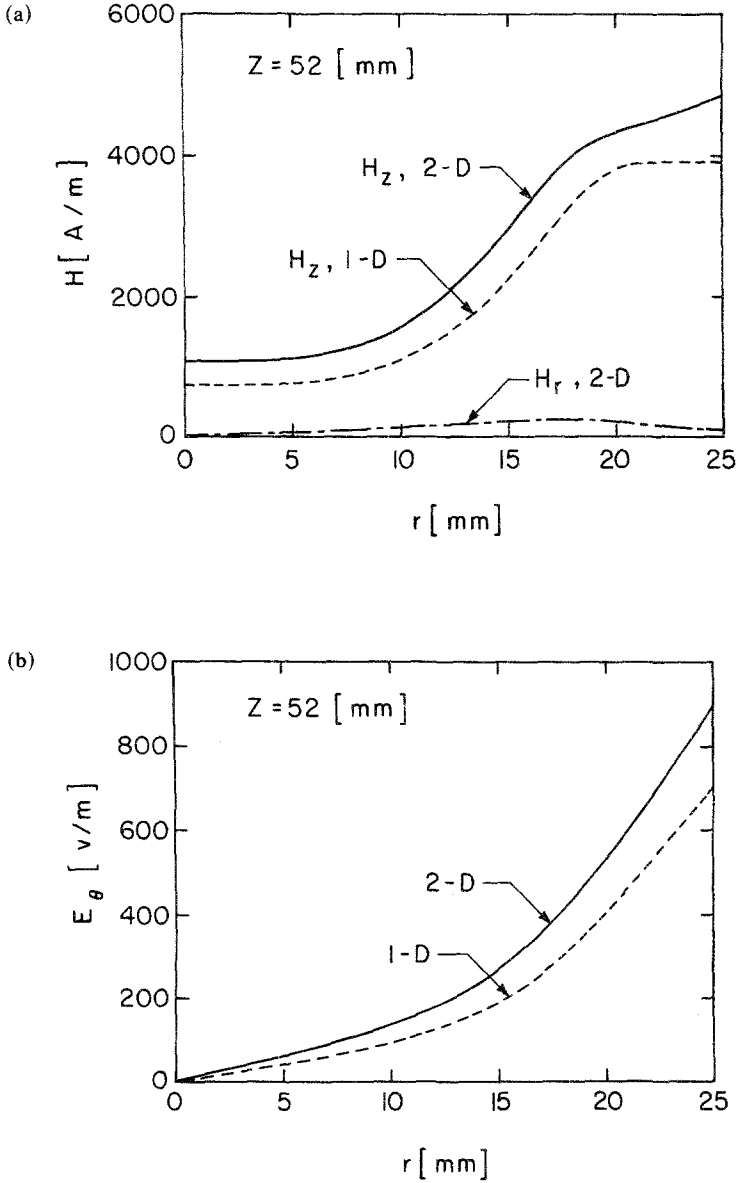 (a)
6000
4000
2000
0
H [ A / m ]
Z = 52 [ mm ]
H_z , 2-D
H_z , 1-D
H_r , 2-D
0 5 10 15 20 25
r [ mm ]
(b)
1000
800
600
400
200
0
E_θ [ v/m ]
Z = 52 [ mm ]
2-D
1-D
0 5 10 15 20 25
r [ mm ]